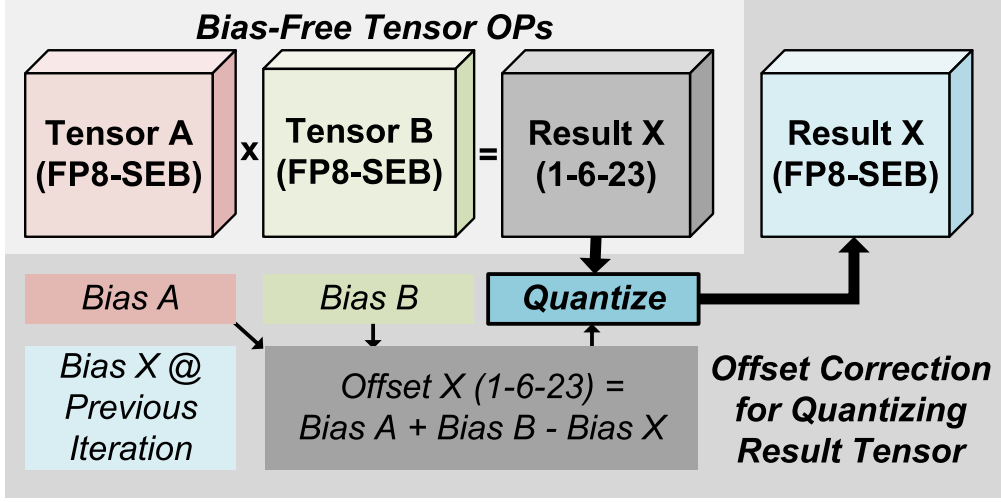 Bias-Free Tensor OPs
Tensor A
(FP8-SEB)
x
Tensor B
(FP8-SEB)
=
Result X
(1-6-23)
Result X
(FP8-SEB)
Bias A
Bias B
Quantize
Bias X @
Previous
Iteration
Offset X (1-6-23) =
Bias A + Bias B - Bias X
Offset Correction
for Quantizing
Result Tensor